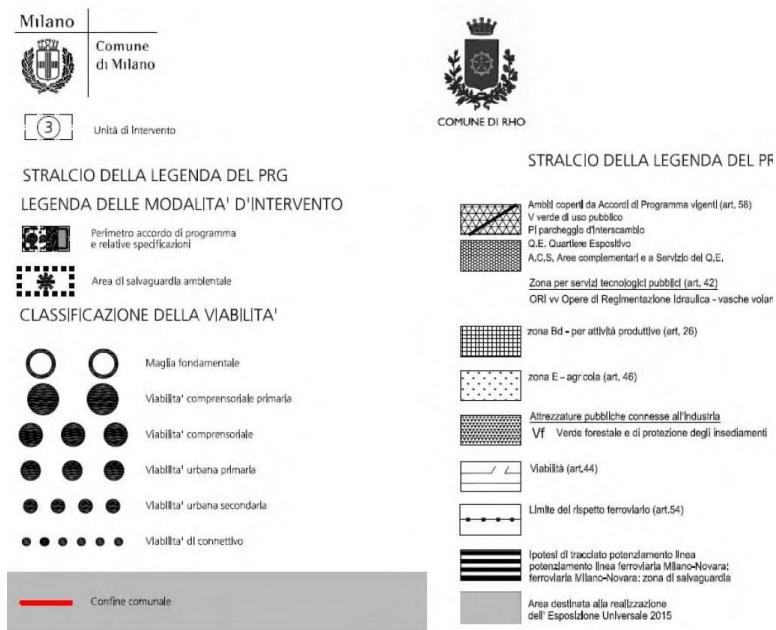 Milano
Comune
di Milano
3
Unità di Intervento
STRALCIO DELLA LEGENDA DEL PRG
LEGENDA DELLE MODALITA' D'INTERVENTO
Perimetro accordo di programma
e relative specificazioni
Area di salvaguardia ambientale
CLASSIFICAZIONE DELLA VIABILITA'
Maglia fondamentale
Viabilita' comprensoriale primaria
Viabilita' comprensoriale
Viabilita' urbana primaria
Viabilita' urbana secondaria
Viabilita' di connettivo
Confine comunale
COMUNE DI RHO
STRALCIO DELLA LEGENDA DEL PR
Ambiti coperti da Accordi di Programma vigenti (art. 58)
V verde di uso pubblico
PI parcheggio d'interscambio
Q.E. Quartiere Espositivo
A.C.S. Aree complementari e a Servizio del Q.E.
Zona per servizi tecnologici pubblici (art. 42)
ORI vv Opere di Regimentazione Idraulica - vasche volan
zona Bd - per attività produttive (art. 26)
zona E - agricola (art. 46)
Attrezzature pubbliche connesse all'industria
Vf Verde forestale e di protezione degli insediamenti
Viabilità (art.44)
Limite del rispetto ferroviario (art.54)
Ipotesi di tracciato potenziamento linea
potenziamento linea ferroviaria Milano-Novara;
ferroviaria Milano-Novara: zona di salvaguardia
Area destinata alla realizzazione
dell' Esposizione Universale 2015